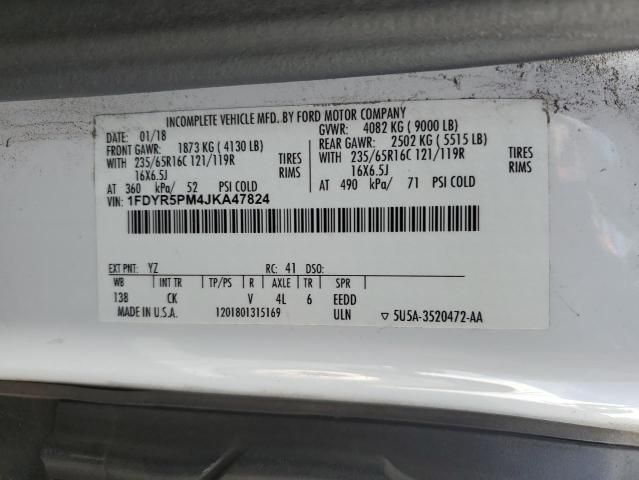 INCOMPLETE VEHICLE MFD. BY FORD MOTOR COMPANY
DATE: 01/18 GVWR: 4082 KG ( 9000 LB)
FRONT GAWR: 1873 KG ( 4130 LB) REAR GAWR: 2502 KG ( 5515 LB)
WITH 235/65R16C 121/119R TIRES WITH 235/65R16C 121/119R TIRES
16X6.5J RIMS 16X6.5J RIMS
AT 360 kPa/ 52 PSI COLD AT 490 kPa/ 71 PSI COLD
VIN: 1FDYR5PM4JKA47824
EXT PNT: YZ RC: 41 DSO:
WB INT TR TP/PS R AXLE TR SPR
138 CK V 4L 6 EEDD
MADE IN U.S.A. 1201801315169 ULN ▽ 5U5A-3520472-AA